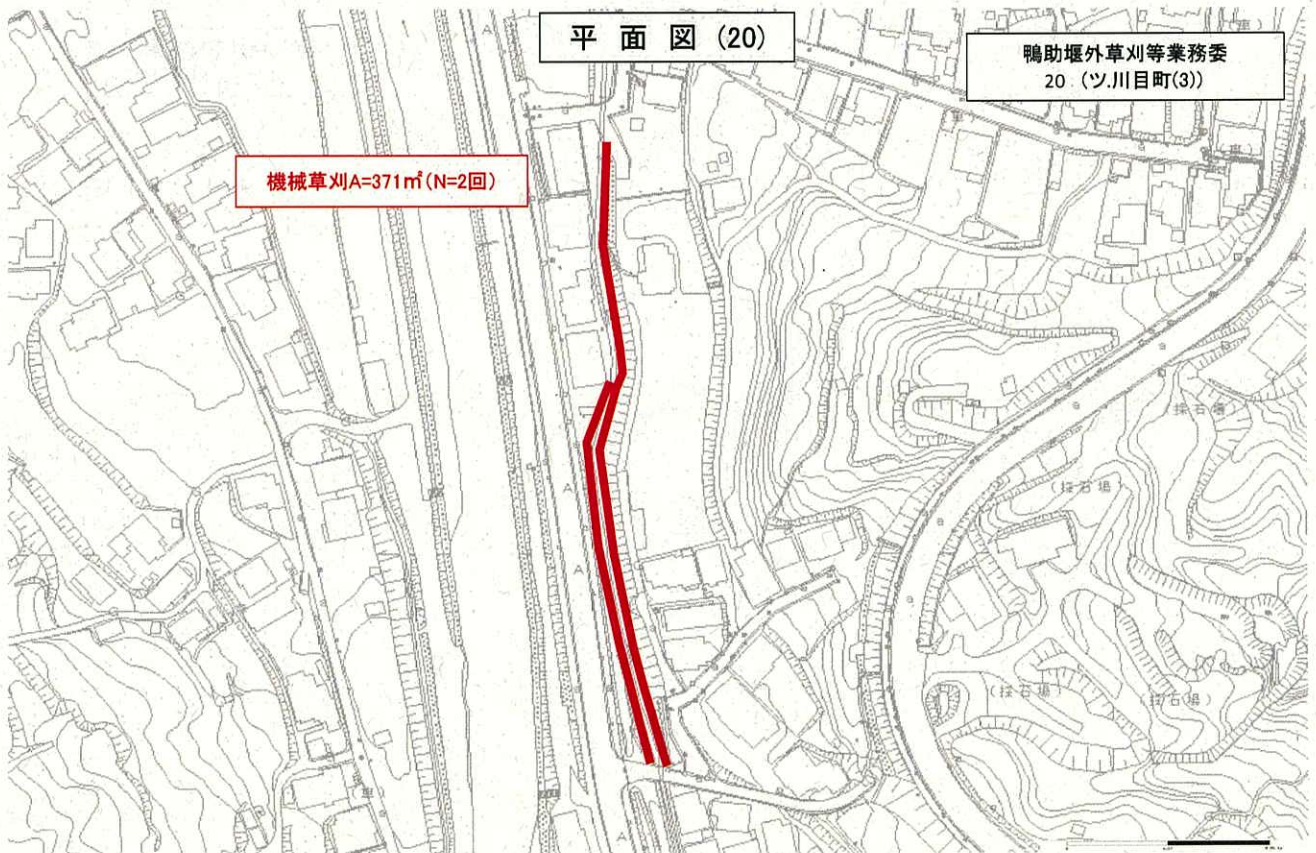 平 面 図 (20)
鴨助堰外草刈等業務委
20 (ツ.川目町(3))
機械草刈A=371㎡(N=2回)
(採石場)
(採石場)
(採石場)
(採石場)